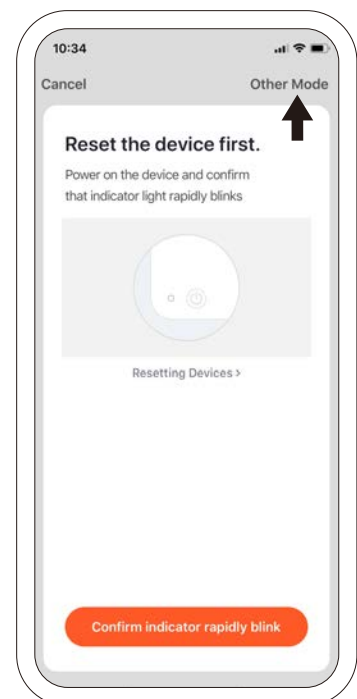 10:34
Cancel Other Mode
Reset the device first.
Power on the device and confirm
that indicator light rapidly blinks
Resetting Devices >
Confirm indicator rapidly blink